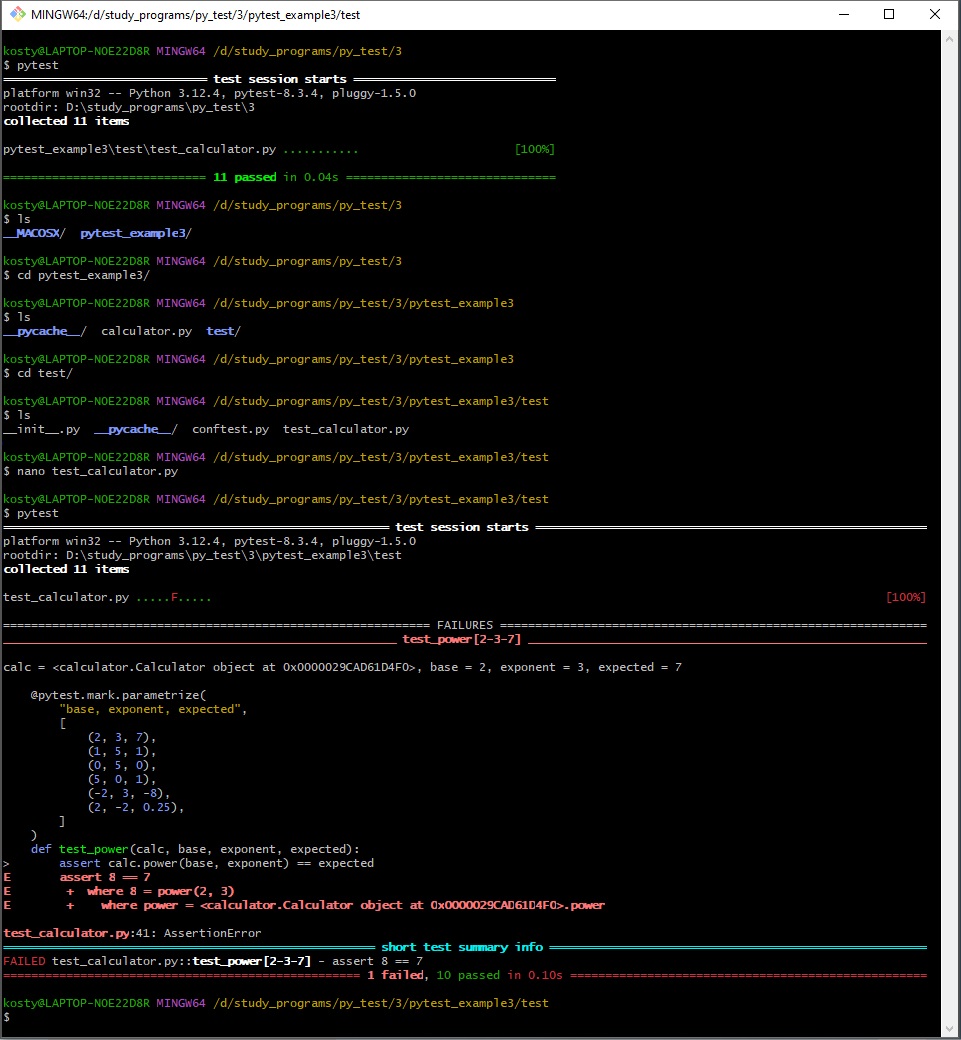 MINGW64:/d/study_programs/py_test/3/pytest_example3/test
kosty@LAPTOP-NOE22D8R MINGW64 /d/study_programs/py_test/3
$ pytest
============================= test session starts =============================
platform win32 -- Python 3.12.4, pytest-8.3.4, pluggy-1.5.0
rootdir: D:\study_programs\py_test\3
collected 11 items
pytest_example3\test\test_calculator.py ........... [100%]
============================= 11 passed in 0.04s ==============================
kosty@LAPTOP-NOE22D8R MINGW64 /d/study_programs/py_test/3
$ ls
__MACOSX/  pytest_example3/
kosty@LAPTOP-NOE22D8R MINGW64 /d/study_programs/py_test/3
$ cd pytest_example3/
kosty@LAPTOP-NOE22D8R MINGW64 /d/study_programs/py_test/3/pytest_example3
$ ls
__pycache__/  calculator.py  test/
kosty@LAPTOP-NOE22D8R MINGW64 /d/study_programs/py_test/3/pytest_example3
$ cd test/
kosty@LAPTOP-NOE22D8R MINGW64 /d/study_programs/py_test/3/pytest_example3/test
$ ls
__init__.py  __pycache__/  conftest.py  test_calculator.py
kosty@LAPTOP-NOE22D8R MINGW64 /d/study_programs/py_test/3/pytest_example3/test
$ nano test_calculator.py
kosty@LAPTOP-NOE22D8R MINGW64 /d/study_programs/py_test/3/pytest_example3/test
$ pytest
======================================================= test session starts ========================================================
platform win32 -- Python 3.12.4, pytest-8.3.4, pluggy-1.5.0
rootdir: D:\study_programs\py_test\3\pytest_example3\test
collected 11 items
test_calculator.py .....F..... [100%]
============================================================= FAILURES =============================================================
________________________________________________________ test_power[2-3-7] _________________________________________________________
calc = <calculator.Calculator object at 0x0000029CAD61D4F0>, base = 2, exponent = 3, expected = 7
    @pytest.mark.parametrize(
        "base, exponent, expected",
        [
            (2, 3, 7),
            (1, 5, 1),
            (0, 5, 0),
            (5, 0, 1),
            (-2, 3, -8),
            (2, -2, 0.25),
        ]
    )
    def test_power(calc, base, exponent, expected):
>       assert calc.power(base, exponent) == expected
E       assert 8 == 7
E        +  where 8 = power(2, 3)
E        +    where power = <calculator.Calculator object at 0x0000029CAD61D4F0>.power
test_calculator.py:41: AssertionError
===================================================== short test summary info ======================================================
FAILED test_calculator.py::test_power[2-3-7] - assert 8 == 7
=================================================== 1 failed, 10 passed in 0.10s ===================================================
kosty@LAPTOP-NOE22D8R MINGW64 /d/study_programs/py_test/3/pytest_example3/test
$